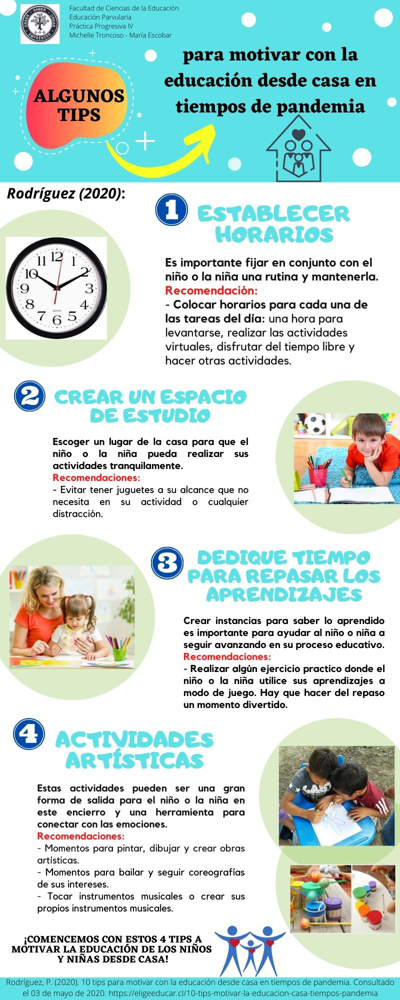 Facultad de Ciencias de la Educación
Educación Parvularia
Práctica Progresiva IV
Michelle Troncoso - María Escobar
CREER SABER CREAR
EMPRENDER
ALGUNOS
TIPS
para motivar con la
educación desde casa en
tiempos de pandemia
Rodríguez (2020):
1
ESTABLECER
HORARIOS
Es importante fijar en conjunto con el
niño o la niña una rutina y mantenerla.
Recomendación:
- Colocar horarios para cada una de
las tareas del día: una hora para
levantarse, realizar las actividades
virtuales, disfrutar del tiempo libre y
hacer otras actividades.
12
11 1
10 2
9 3
8 4
7 5
6
QUARTZ
2
CREAR UN ESPACIO
DE ESTUDIO
Escoger un lugar de la casa para que el
niño o la niña pueda realizar sus
actividades tranquilamente.
Recomendaciones:
- Evitar tener juguetes a su alcance que no
necesita en su actividad o cualquier
distracción.
3
DEDIQUE TIEMPO
PARA REPASAR LOS
APRENDIZAJES
Crear instancias para saber lo aprendido
es importante para ayudar al niño o niña a
seguir avanzando en su proceso educativo.
Recomendaciones:
- Realizar algún ejercicio practico donde el
niño o la niña utilice sus aprendizajes a
modo de juego. Hay que hacer del repaso
un momento divertido.
4
ACTIVIDADES
ARTÍSTICAS
Estas actividades pueden ser una gran
forma de salida para el niño o la niña en
este encierro y una herramienta para
conectar con las emociones.
Recomendaciones:
- Momentos para pintar, dibujar y crear obras
artísticas.
- Momentos para bailar y seguir coreografías
de sus intereses.
- Tocar instrumentos musicales o crear sus
propios instrumentos musicales.
¡COMENCEMOS CON ESTOS 4 TIPS A
MOTIVAR LA EDUCACIÓN DE LOS NIÑOS
Y NIÑAS DESDE CASA!
Rodríguez, P. (2020). 10 tips para motivar con la educación desde casa en tiempos de pandemia. Consultado
el 03 de mayo de 2020. https://eligeeducar.cl/10-tips-motivar-la-educacion-casa-tiempos-pandemia